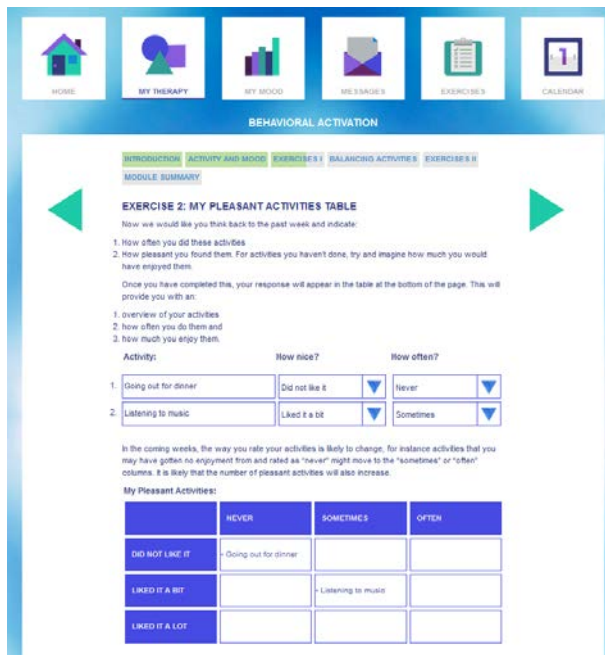 HOME MY THERAPY MY MOOD MESSAGES EXERCISES 1 CALENDAR
BEHAVIORAL ACTIVATION
INTRODUCTION ACTIVITY AND MOOD EXERCISES I BALANCING ACTIVITIES EXERCISES II
MODULE SUMMARY
EXERCISE 2: MY PLEASANT ACTIVITIES TABLE
Now we would like you think back to the past week and indicate:
1. How often you did these activities
2. How pleasant you found them. For activities you haven't done, try and imagine how much you would
have enjoyed them.
Once you have completed this, your response will appear in the table at the bottom of the page. This will
provide you with an:
1. overview of your activities
2. how often you do them and
3. how much you enjoy them.
Activity: How nice? How often?
1. Going out for dinner Did not like it Never
2. Listening to music Liked it a bit Sometimes
In the coming weeks, the way you rate your activities is likely to change, for instance activities that you
may have gotten no enjoyment from and rated as "never" might move to the "sometimes" or "often"
columns. It is likely that the number of pleasant activities will also increase.
My Pleasant Activities:
NEVER SOMETIMES OFTEN
DID NOT LIKE IT - Going out for dinner
LIKED IT A BIT - Listening to music
LIKED IT A LOT